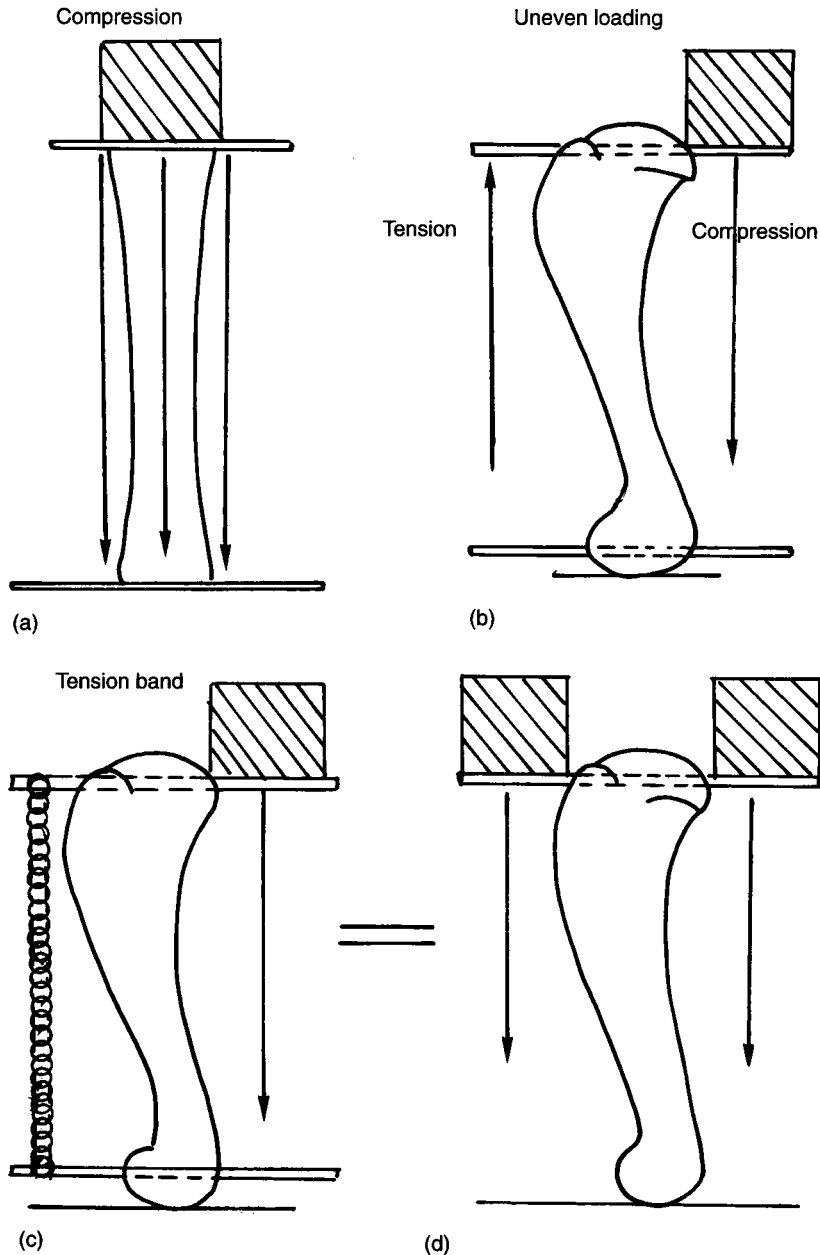 Compression
Uneven loading
Tension
Compression
(a)
(b)
Tension band
(c)
(d)